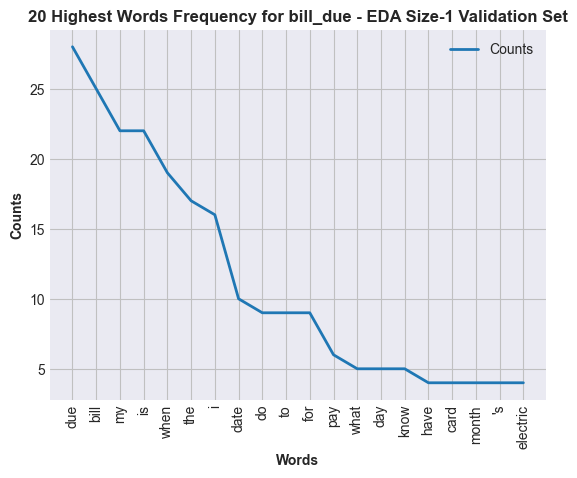 20 Highest Words Frequency for bill_due - EDA Size-1 Validation Set
Counts
Counts
25
20
15
10
5
due
bill
my
is
when
the
i
date
do
to
for
pay
what
day
know
have
card
month
's
electric
Words